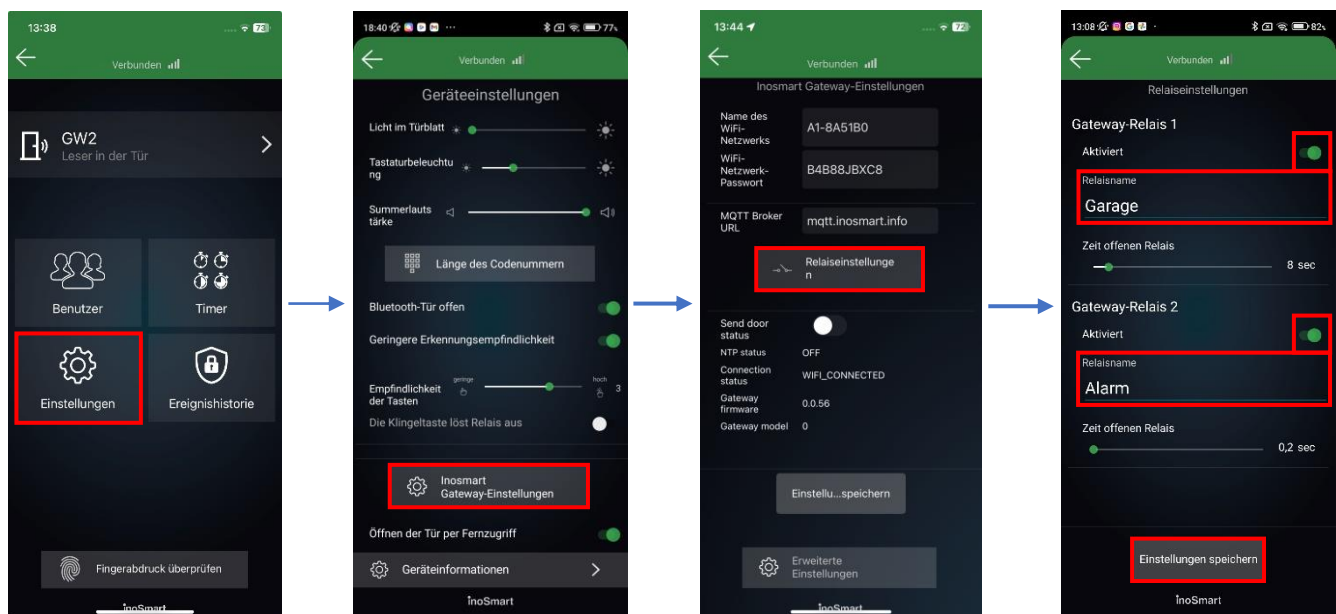 13:38
73
Verbunden
GW2
Leser in der Tür
Benutzer
Timer
Einstellungen
Ereignishistorie
Fingerabdruck überprüfen
inoSmart
18:40
77%
Verbunden
Geräteeinstellungen
Licht im Türblatt
Tastaturbeleuchtu
ng
Summerlauts
tärke
Länge des Codenummern
Bluetooth-Tür offen
Geringere Erkennungsempfindlichkeit
Empfindlichkeit
der Tasten
geringe
hoch
3
Die Klingeltaste löst Relais aus
Inosmart
Gateway-Einstellungen
Öffnen der Tür per Fernzugriff
Geräteinformationen
inoSmart
13:44
72
Verbunden
Inosmart Gateway-Einstellungen
Name des
WiFi-
Netzwerks
A1-8A51B0
WiFi-
Netzwerk-
Passwort
B4B88JBXC8
MQTT Broker
URL
mqtt.inosmart.info
Relaiseinstellunge
n
Send door
status
NTP status OFF
Connection
status
WIFI_CONNECTED
Gateway
firmware
0.0.56
Gateway model 0
Einstellu...speichern
Erweiterte
Einstellungen
inoSmart
13:08
82%
Verbunden
Relaiseinstellungen
Gateway-Relais 1
Aktiviert
Relaisname
Garage
Zeit offenen Relais
8 sec
Gateway-Relais 2
Aktiviert
Relaisname
Alarm
Zeit offenen Relais
0,2 sec
Einstellungen speichern
inoSmart